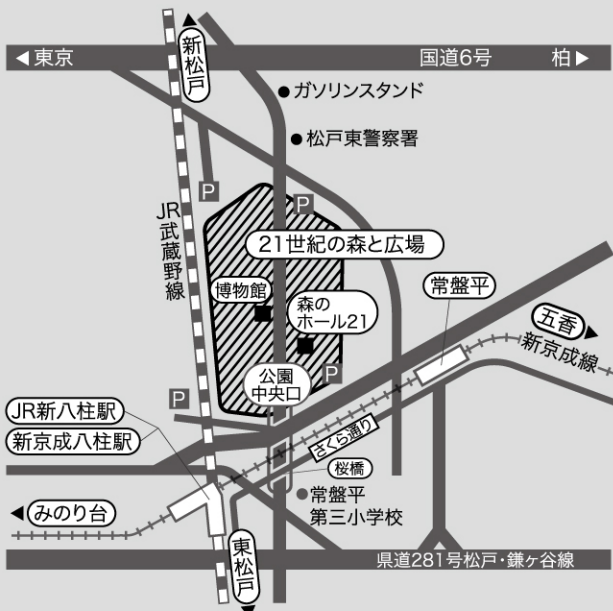 新松戸
◀東京
国道6号
柏▶
ガソリンスタンド
松戸東警察署
P
P
JR武蔵野線
21世紀の森と広場
博物館
森の
ホール21
常盤平
五香
新京成線
公園
中央口
P
P
JR新八柱駅
新京成八柱駅
さくら通り
桜橋
常盤平
第三小学校
◀みのり台
東松戸
県道281号松戸・鎌ヶ谷線